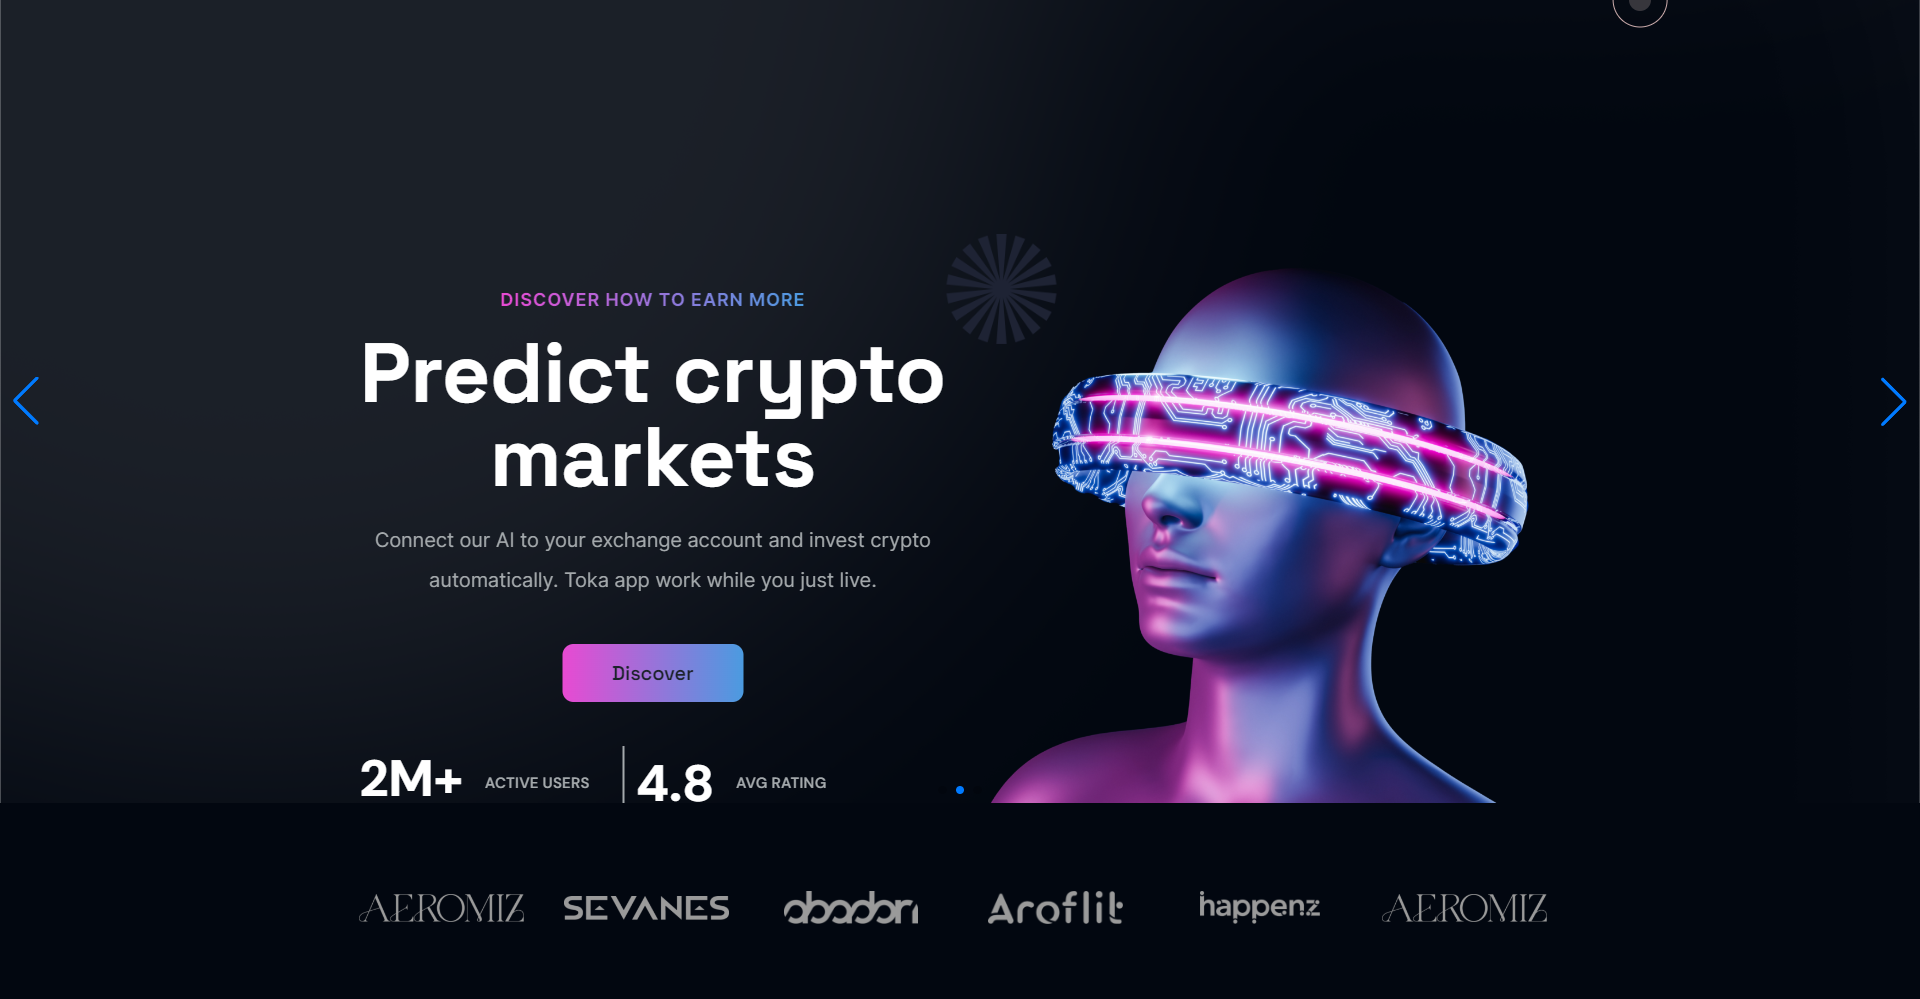 DISCOVER HOW TO EARN MORE
Predict crypto
markets
Connect our AI to your exchange account and invest crypto
automatically. Toka app work while you just live.
Discover
2M+ ACTIVE USERS 4.8 AVG RATING
AEROMIZ SEVANES abadon Aroflit happenz AEROMIZ